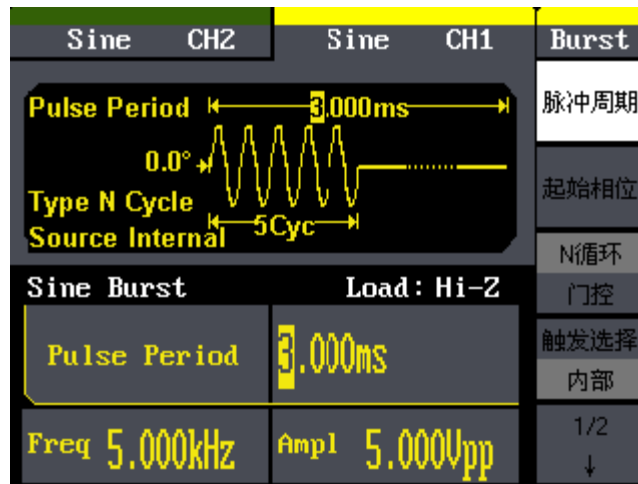 Sine CH2 Sine CH1 Burst
Pulse Period 3.000ms
0.0°
Type N Cycle
5Cyc
Source Internal
Sine Burst Load: Hi-Z
Pulse Period 3.000ms
Freq 5.000kHz Ampl 5.000Vpp
脉冲周期
起始相位
N循环
门控
触发选择
内部
1/2
↓